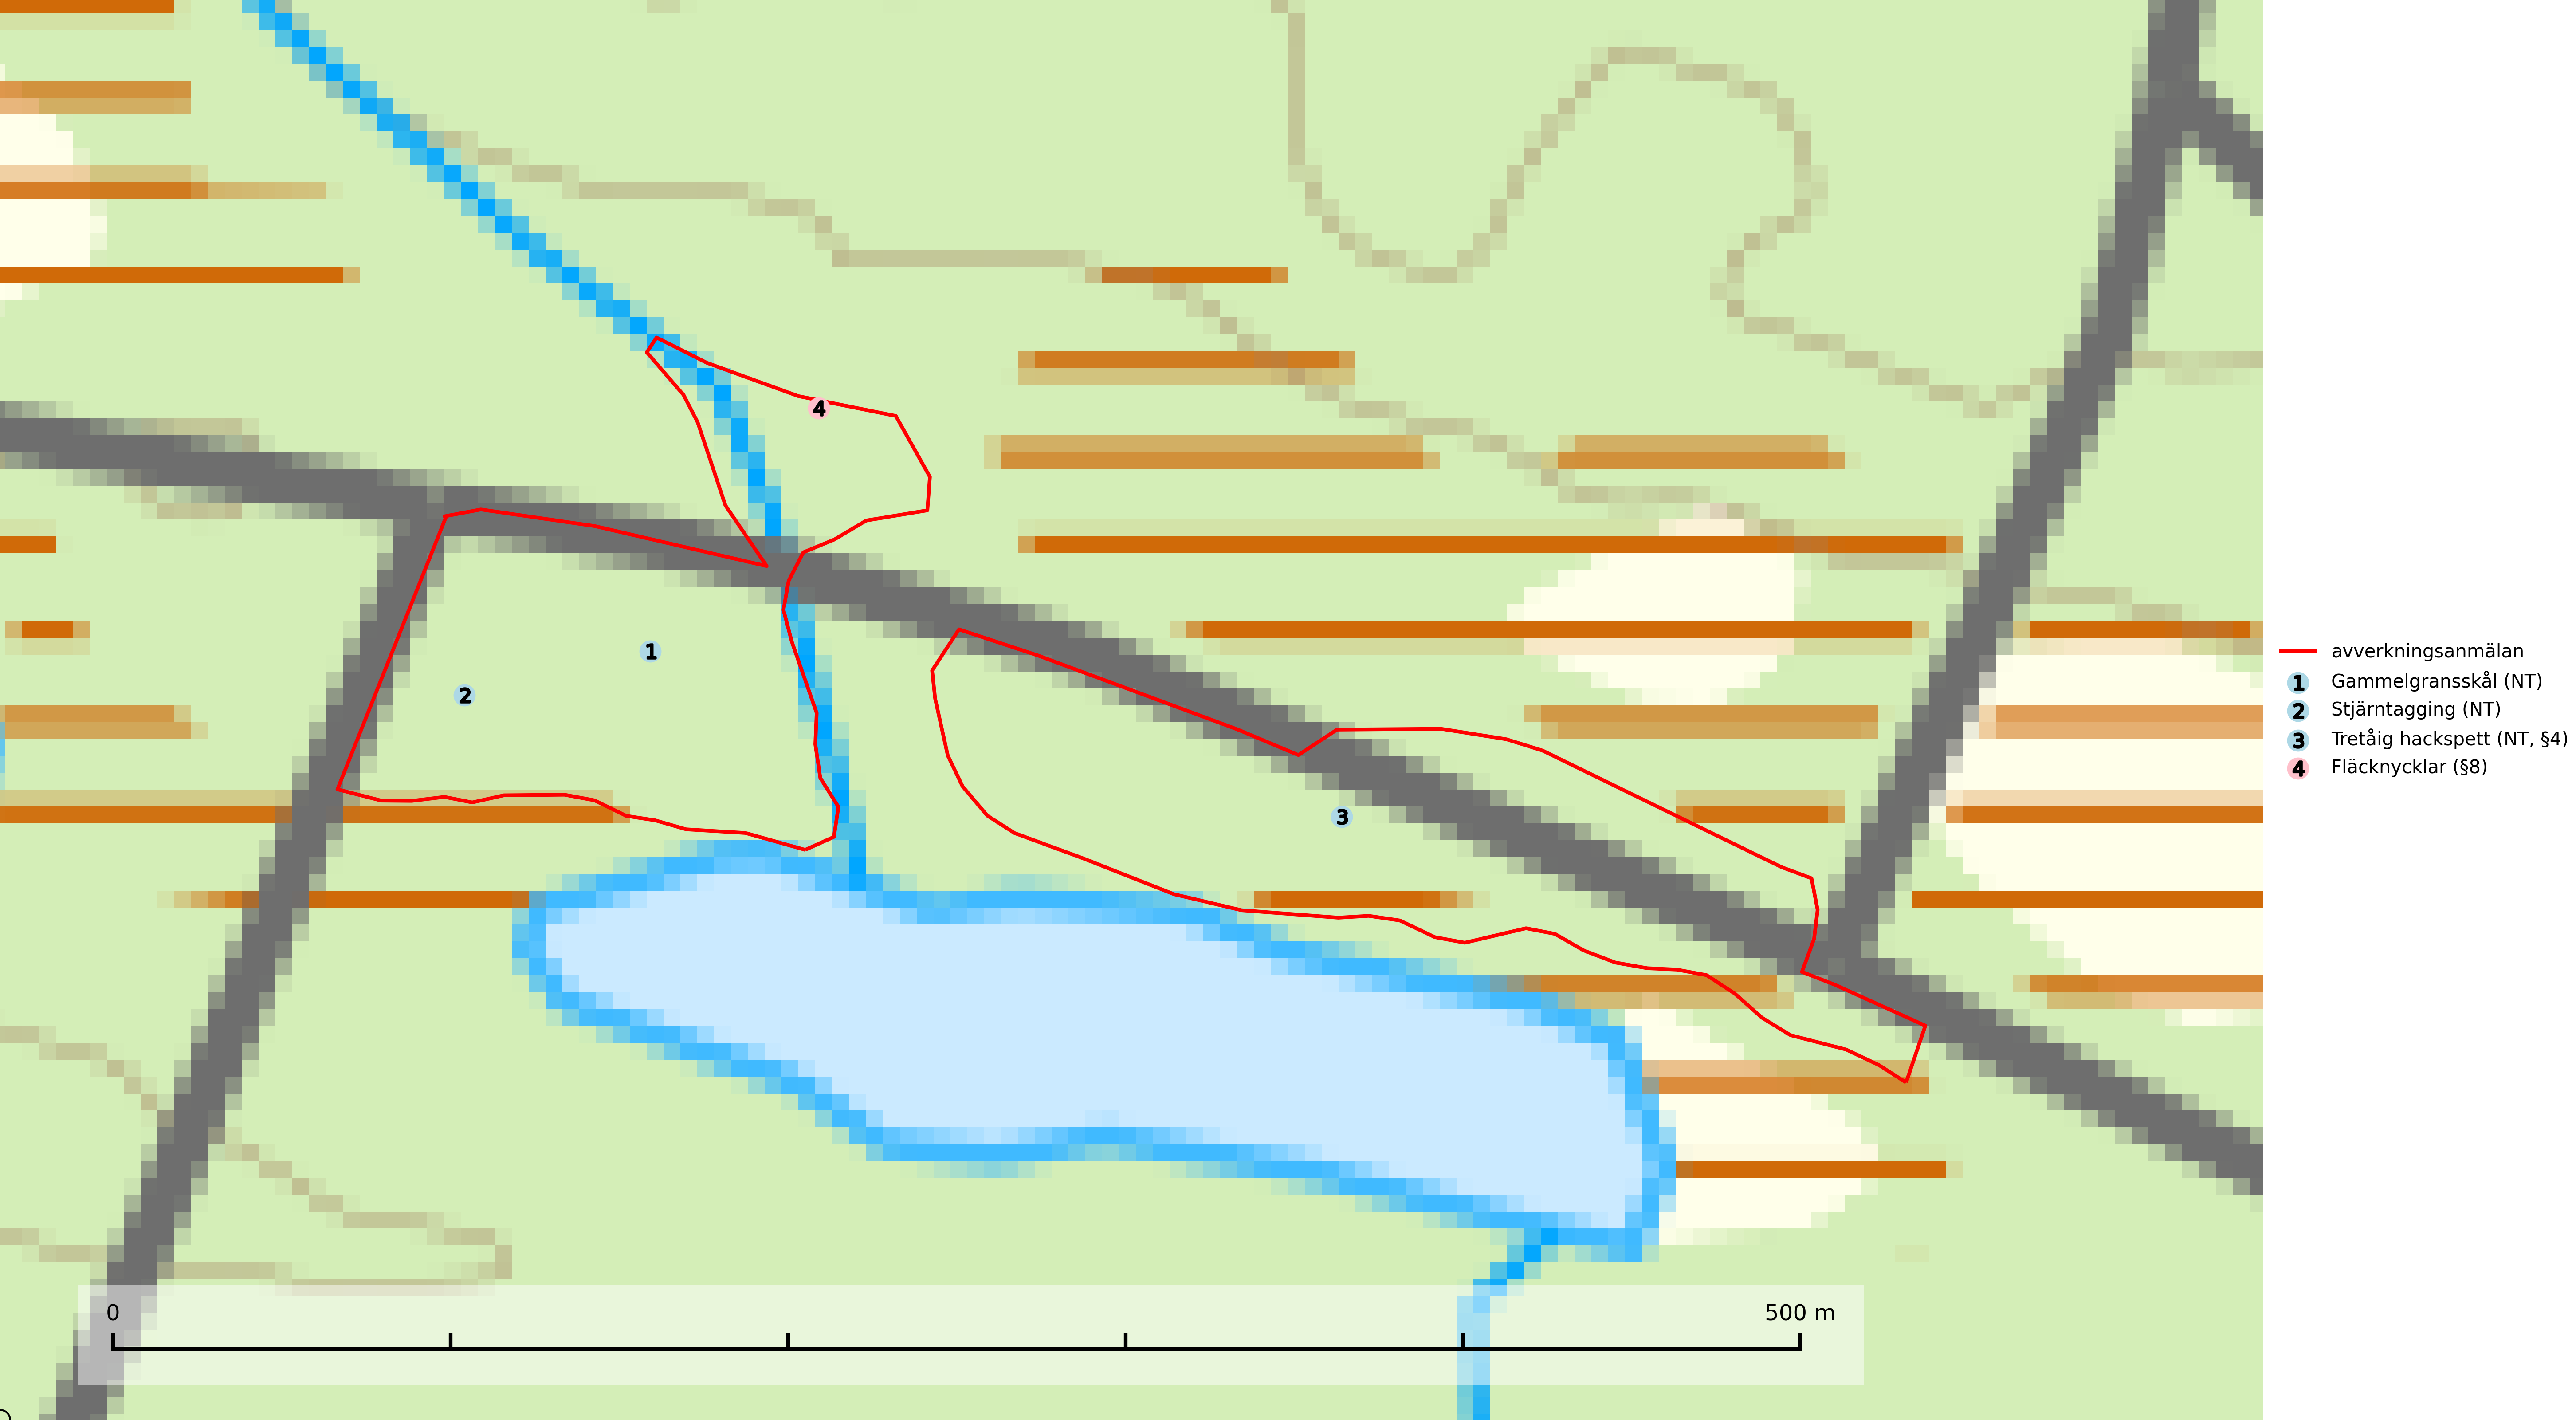 4
1
2
3
0 500 m
avverkningsanmälan
1 Gammelgransskål (NT)
2 Stjärntagging (NT)
3 Tretåig hackspett (NT, §4)
4 Fläcknycklar (§8)